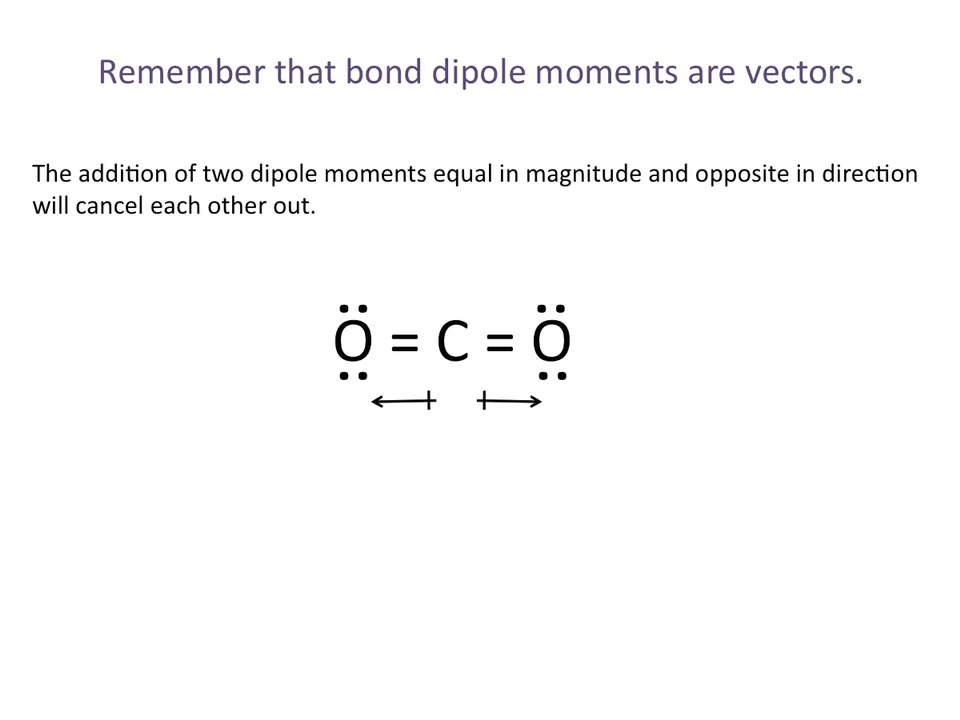 Remember that bond dipole moments are vectors.
The addition of two dipole moments equal in magnitude and opposite in direction
will cancel each other out.
O = C = O